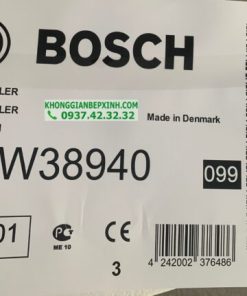 BOSCH
LER
LER
KHONGGIANBEPXINH.COM
0937.42.32.32
Made in Denmark
W38940
099
01
ME 10
CE
3
4 242002 376486